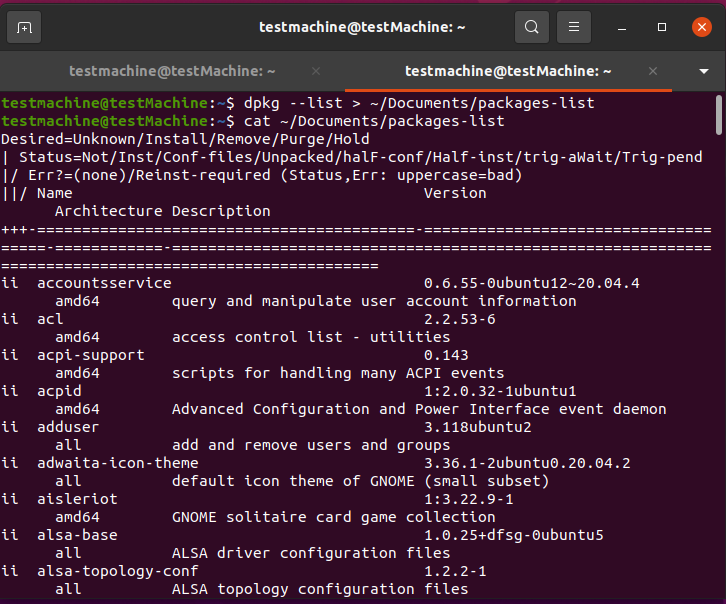 testmachine@testMachine: ~
testmachine@testMachine: ~
testmachine@testMachine: ~
testmachine@testMachine:~$ dpkg --list > ~/Documents/packages-list
testmachine@testMachine:~$ cat ~/Documents/packages-list
Desired=Unknown/Install/Remove/Purge/Hold
| Status=Not/Inst/Conf-files/Unpacked/halF-conf/Half-inst/trig-aWait/Trig-pend
|/ Err?=(none)/Reinst-required (Status,Err: uppercase=bad)
||/ Name                                       Version
      Architecture Description
+++-==========================================-================================
=====-============-============================================================
==========================================
ii  accountsservice                            0.6.55-0ubuntu12~20.04.4
      amd64        query and manipulate user account information
ii  acl                                        2.2.53-6
      amd64        access control list - utilities
ii  acpi-support                               0.143
      amd64        scripts for handling many ACPI events
ii  acpid                                      1:2.0.32-1ubuntu1
      amd64        Advanced Configuration and Power Interface event daemon
ii  adduser                                    3.118ubuntu2
      all          add and remove users and groups
ii  adwaita-icon-theme                         3.36.1-2ubuntu0.20.04.2
      all          default icon theme of GNOME (small subset)
ii  aisleriot                                  1:3.22.9-1
      amd64        GNOME solitaire card game collection
ii  alsa-base                                  1.0.25+dfsg-0ubuntu5
      all          ALSA driver configuration files
ii  alsa-topology-conf                         1.2.2-1
      all          ALSA topology configuration files